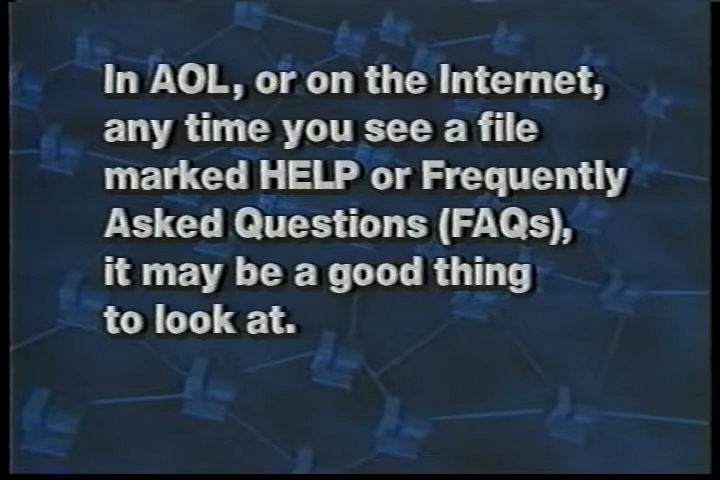 In AOL, or on the Internet,
any time you see a file
marked HELP or Frequently
Asked Questions (FAQs),
it may be a good thing
to look at.